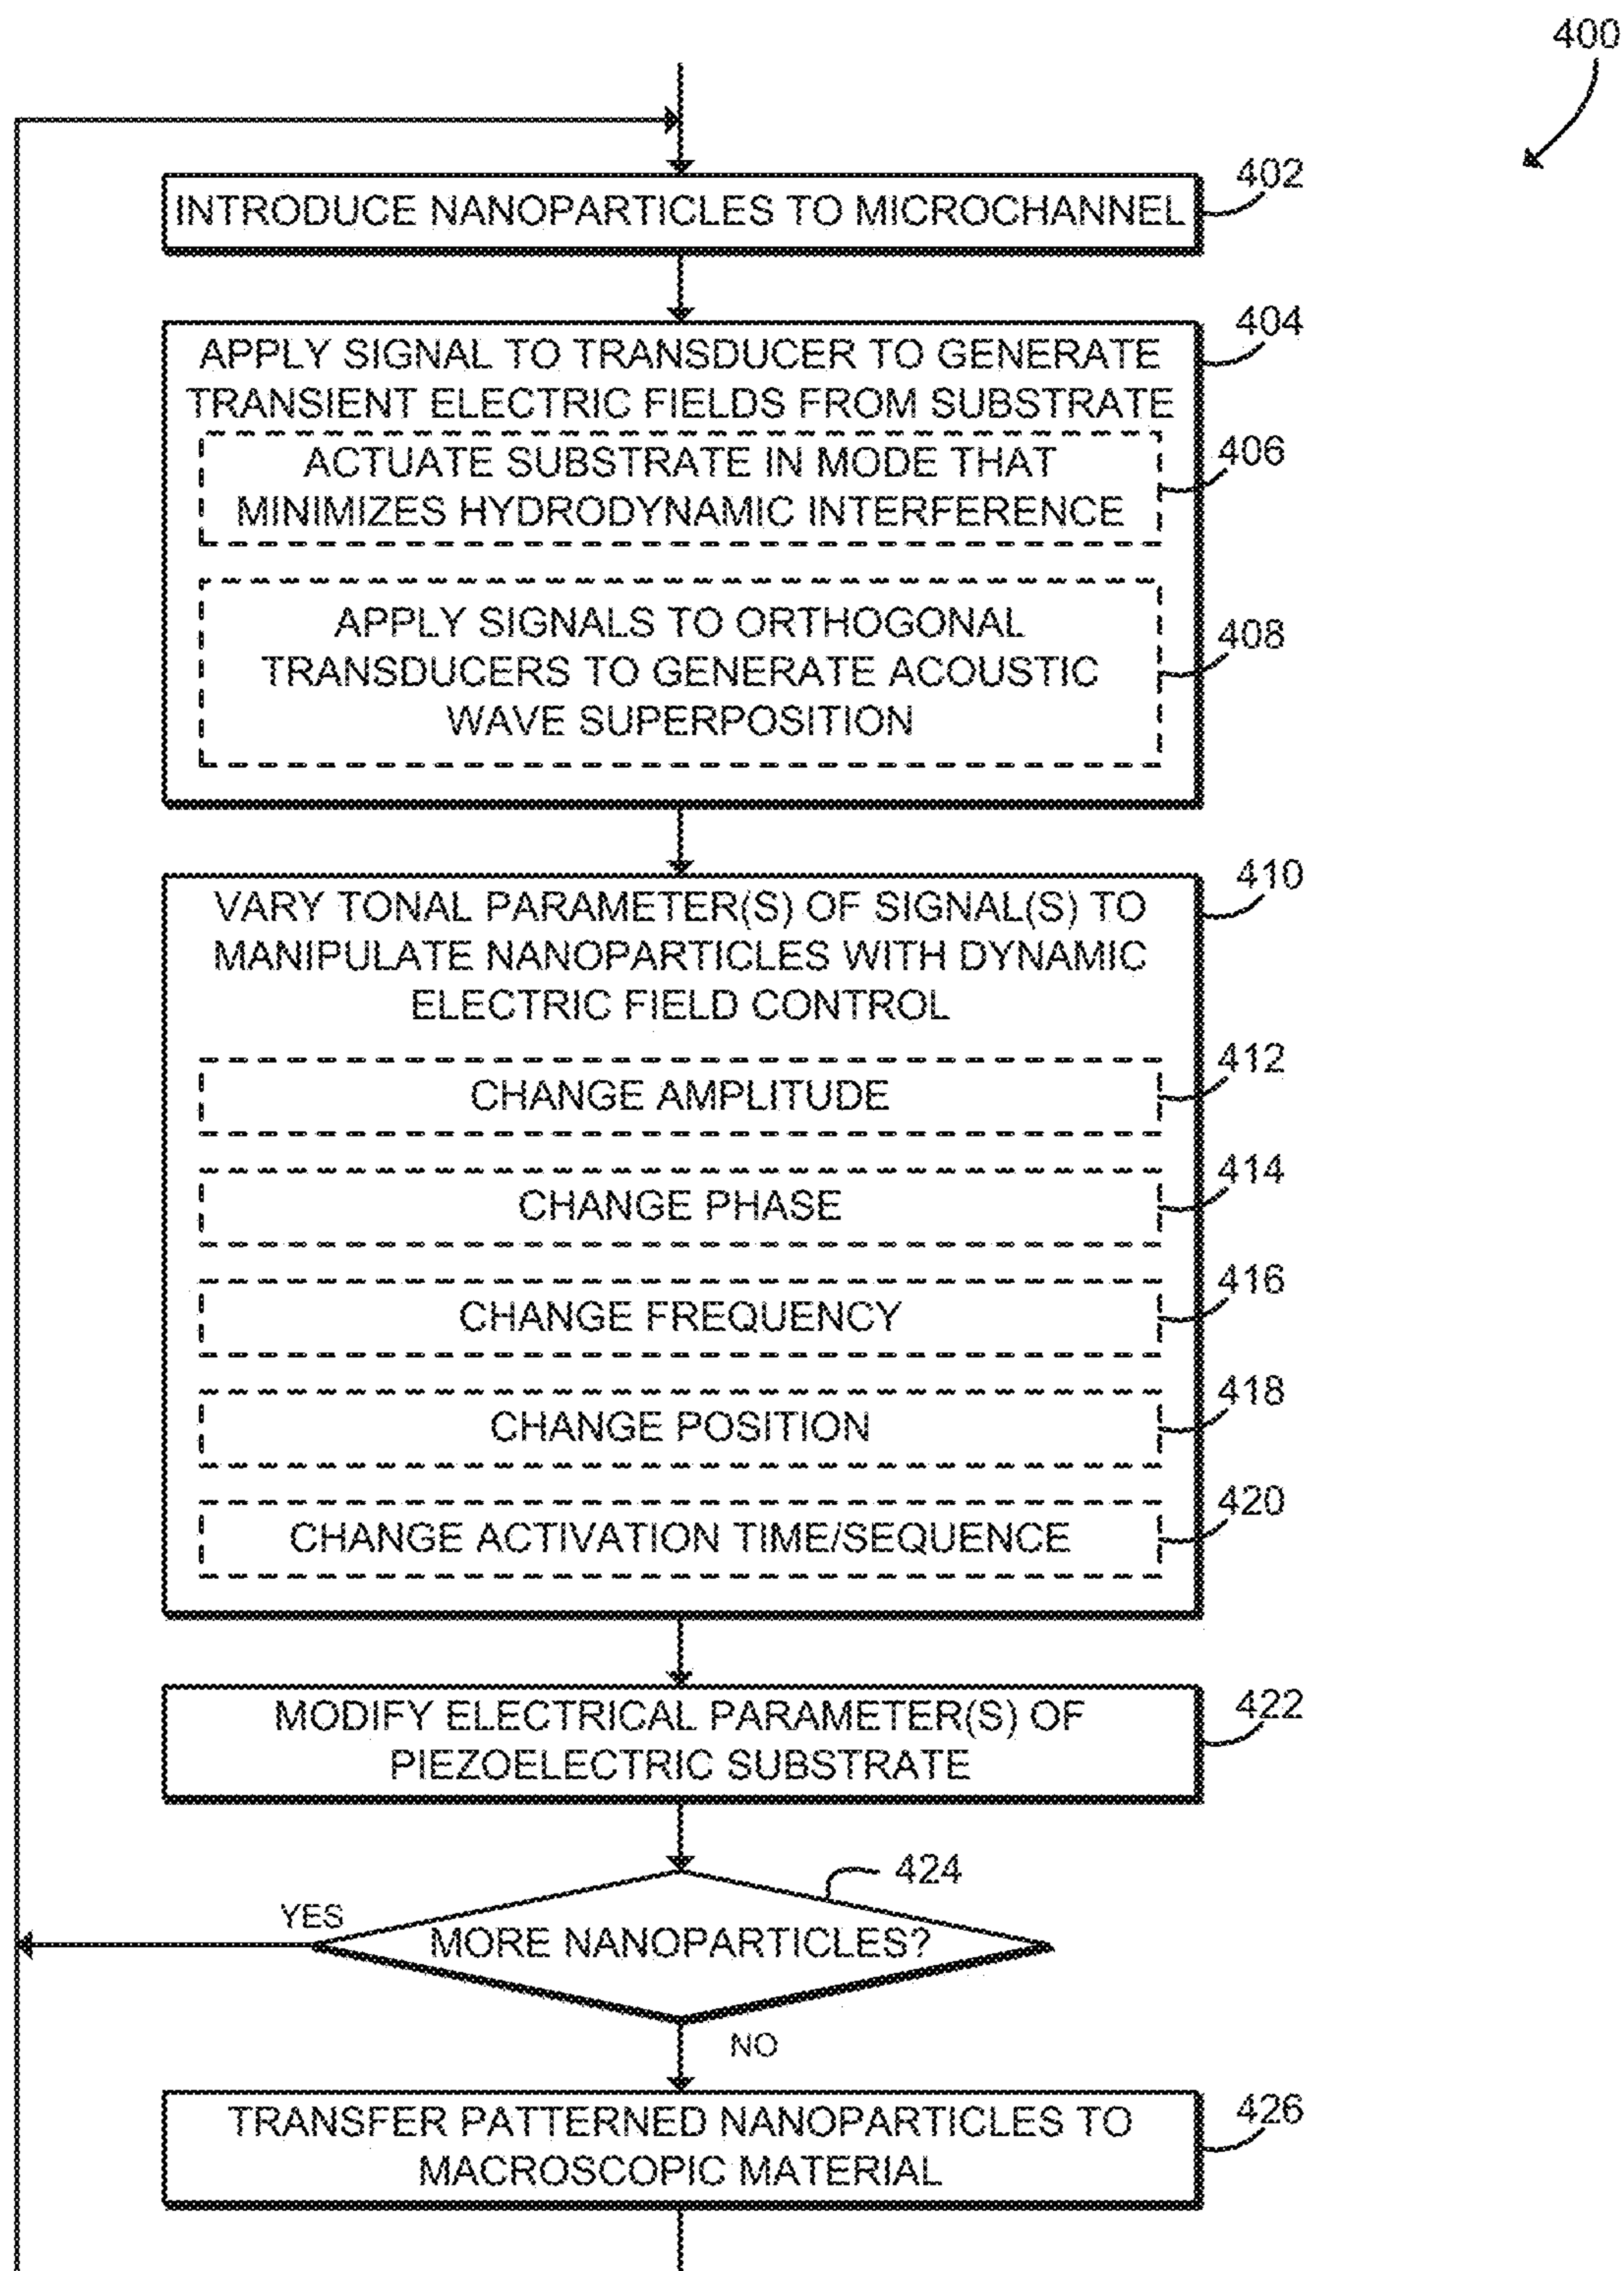 400
INTRODUCE NANOPARTICLES TO MICROCHANNEL
402
APPLY SIGNAL TO TRANSDUCER TO GENERATE
TRANSIENT ELECTRIC FIELDS FROM SUBSTRATE
404
ACTUATE SUBSTRATE IN MODE THAT
MINIMIZES HYDRODYNAMIC INTERFERENCE
406
APPLY SIGNALS TO ORTHOGONAL
TRANSDUCERS TO GENERATE ACOUSTIC
WAVE SUPERPOSITION
408
VARY TONAL PARAMETER(S) OF SIGNAL(S) TO
MANIPULATE NANOPARTICLES WITH DYNAMIC
ELECTRIC FIELD CONTROL
410
CHANGE AMPLITUDE
412
CHANGE PHASE
414
CHANGE FREQUENCY
416
CHANGE POSITION
418
CHANGE ACTIVATION TIME/SEQUENCE
420
MODIFY ELECTRICAL PARAMETER(S) OF
PIEZOELECTRIC SUBSTRATE
422
424
YES
MORE NANOPARTICLES?
NO
TRANSFER PATTERNED NANOPARTICLES TO
MACROSCOPIC MATERIAL
426